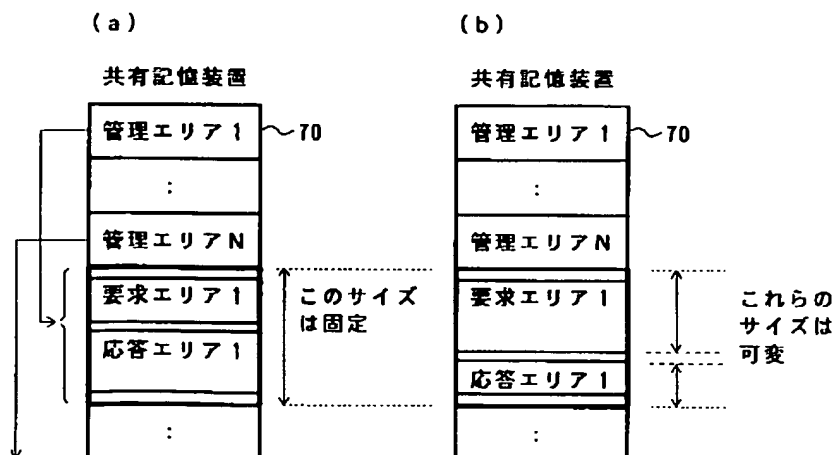 (a)
共有記憶装置
管理エリア1
70
:
管理エリアN
要求エリア1
応答エリア1
:
このサイズ
は固定
(b)
共有記憶装置
管理エリア1
70
:
管理エリアN
要求エリア1
応答エリア1
:
これらの
サイズは
可変